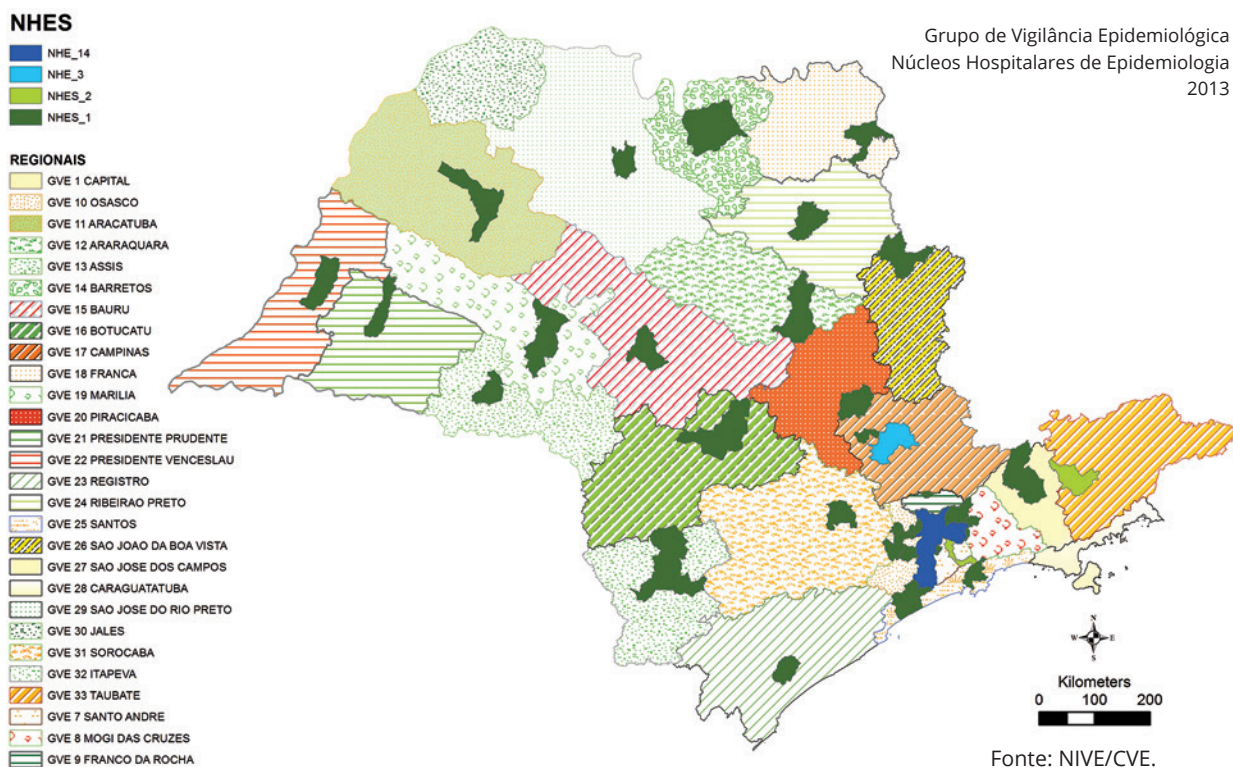 NHES
NHE_14
NHE_3
NHES_2
NHES_1
REGIONAIS
GVE 1 CAPITAL
GVE 10 OSASCO
GVE 11 ARACATUBA
GVE 12 ARARAQUARA
GVE 13 ASSIS
GVE 14 BARRETOS
GVE 15 BAURU
GVE 16 BOTUCATU
GVE 17 CAMPINAS
GVE 18 FRANCA
GVE 19 MARILIA
GVE 20 PIRACICABA
GVE 21 PRESIDENTE PRUDENTE
GVE 22 PRESIDENTE VENCESLAU
GVE 23 REGISTRO
GVE 24 RIBEIRAO PRETO
GVE 25 SANTOS
GVE 26 SAO JOAO DA BOA VISTA
GVE 27 SAO JOSE DOS CAMPOS
GVE 28 CARAGUATATUBA
GVE 29 SAO JOSE DO RIO PRETO
GVE 30 JALES
GVE 31 SOROCABA
GVE 32 ITAPEVA
GVE 33 TAUBATE
GVE 7 SANTO ANDRE
GVE 8 MOGI DAS CRUZES
GVE 9 FRANCO DA ROCHA
Grupo de Vigilância Epidemiológica
Núcleos Hospitalares de Epidemiologia
2013
N
W E
S
Kilometers
0 100 200
Fonte: NIVE/CVE.